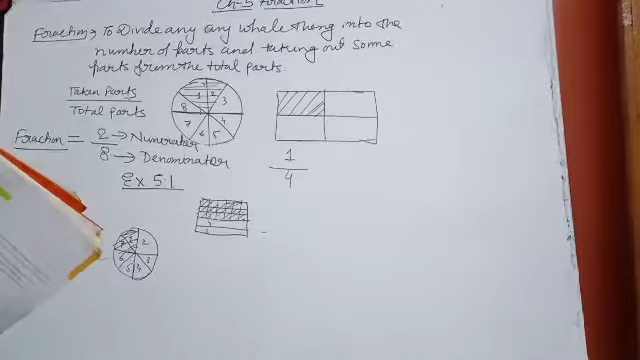 Ch-5 Fraction
Fraction → To Divide any any whole theng into the
number of parts and taking out some
parts from the total parts.
Taken Parts
Total parts
1 2
8 3
7 4
6 5
Fraction = 2 → Numerator
8 → Denominator
1
4
Ex 5.1
2
6 3
5 4